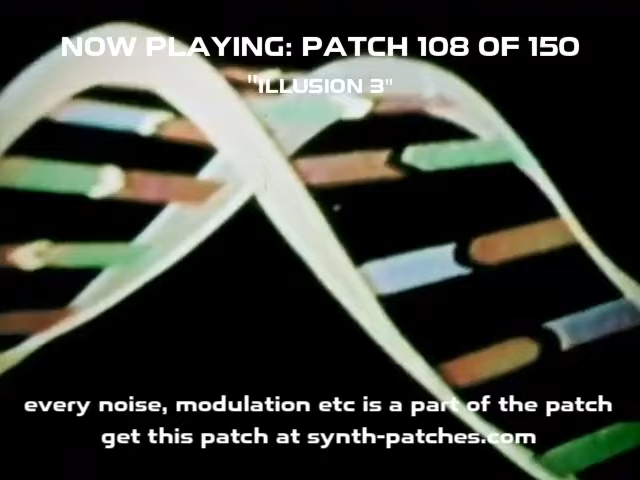 NOW PLAYING: PATCH 108 OF 150
"ILLUSION 3"
every noise, modulation etc is a part of the patch
get this patch at synth-patches.com